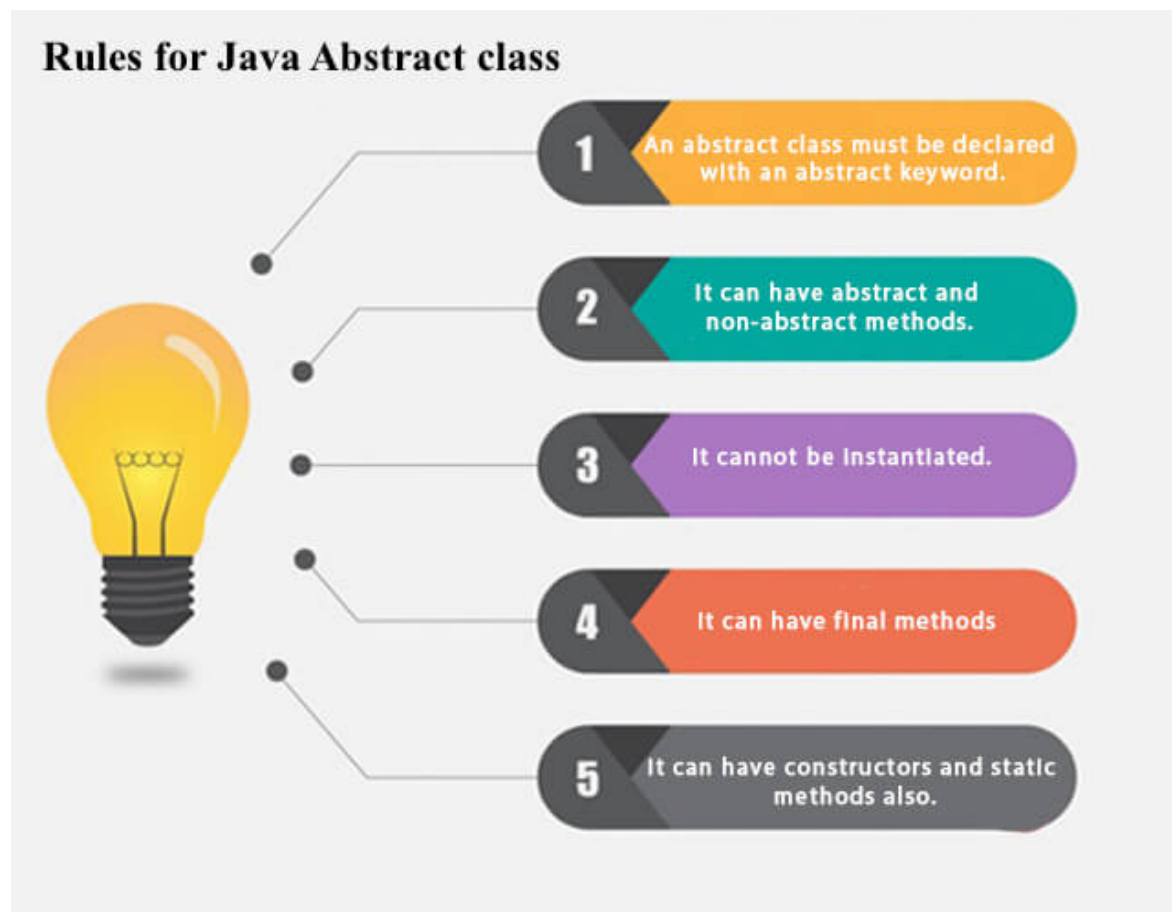 Rules for Java Abstract class
1
An abstract class must be declared
with an abstract keyword.
2
It can have abstract and
non-abstract methods.
3
It cannot be instantiated.
4
It can have final methods
5
It can have constructors and static
methods also.